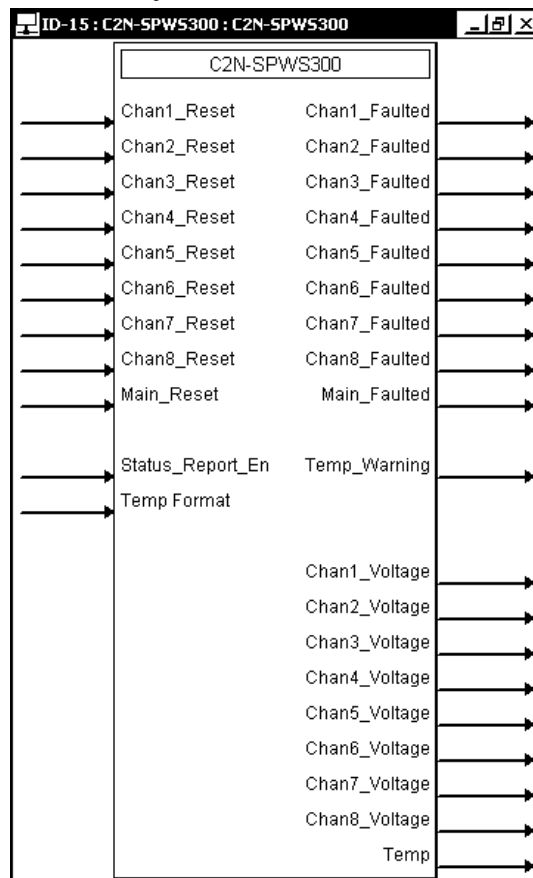 ID-15 : C2N-SPWS300 : C2N-SPWS300
C2N-SPWS300
Chan1_Reset Chan1_Faulted
Chan2_Reset Chan2_Faulted
Chan3_Reset Chan3_Faulted
Chan4_Reset Chan4_Faulted
Chan5_Reset Chan5_Faulted
Chan6_Reset Chan6_Faulted
Chan7_Reset Chan7_Faulted
Chan8_Reset Chan8_Faulted
Main_Reset Main_Faulted
Status_Report_En Temp_Warning
Temp Format
Chan1_Voltage
Chan2_Voltage
Chan3_Voltage
Chan4_Voltage
Chan5_Voltage
Chan6_Voltage
Chan7_Voltage
Chan8_Voltage
Temp